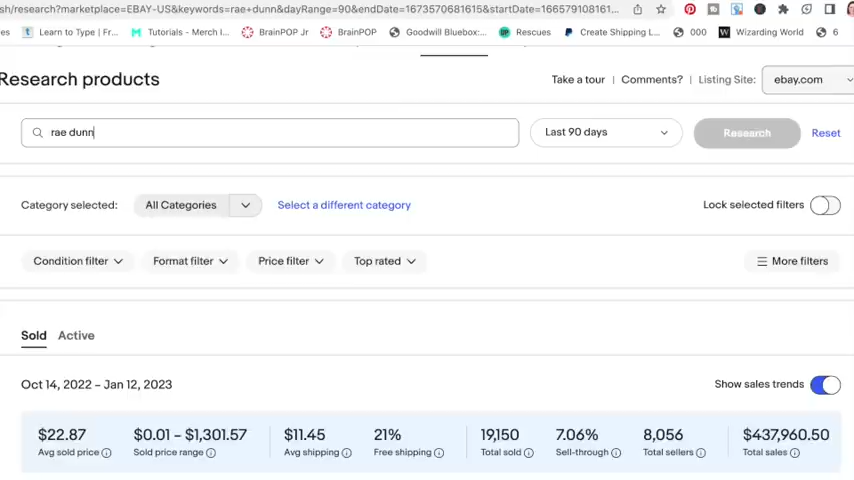 sh/research?marketplace=EBAY-US&keywords=rae+dunn&dayRange=90&endDate=1673570681615&startDate=166579108161...
es Learn to Type | Fr... Tutorials - Merch I... BrainPOP Jr BrainPOP Goodwill Bluebox:... Rescues Create Shipping L... 000 Wizarding World 6
Research products
Take a tour | Comments? | Listing Site: ebay.com
rae dunn
Last 90 days
Research
Reset
Category selected: All Categories Select a different category
Lock selected filters
Condition filter Format filter Price filter Top rated
More filters
Sold Active
Oct 14, 2022 – Jan 12, 2023
Show sales trends
$22.87 $0.01 – $1,301.57 $11.45 21% 19,150 7.06% 8,056 $437,960.50
Avg sold price Sold price range Avg shipping Free shipping Total sold Sell-through Total sellers Total sales